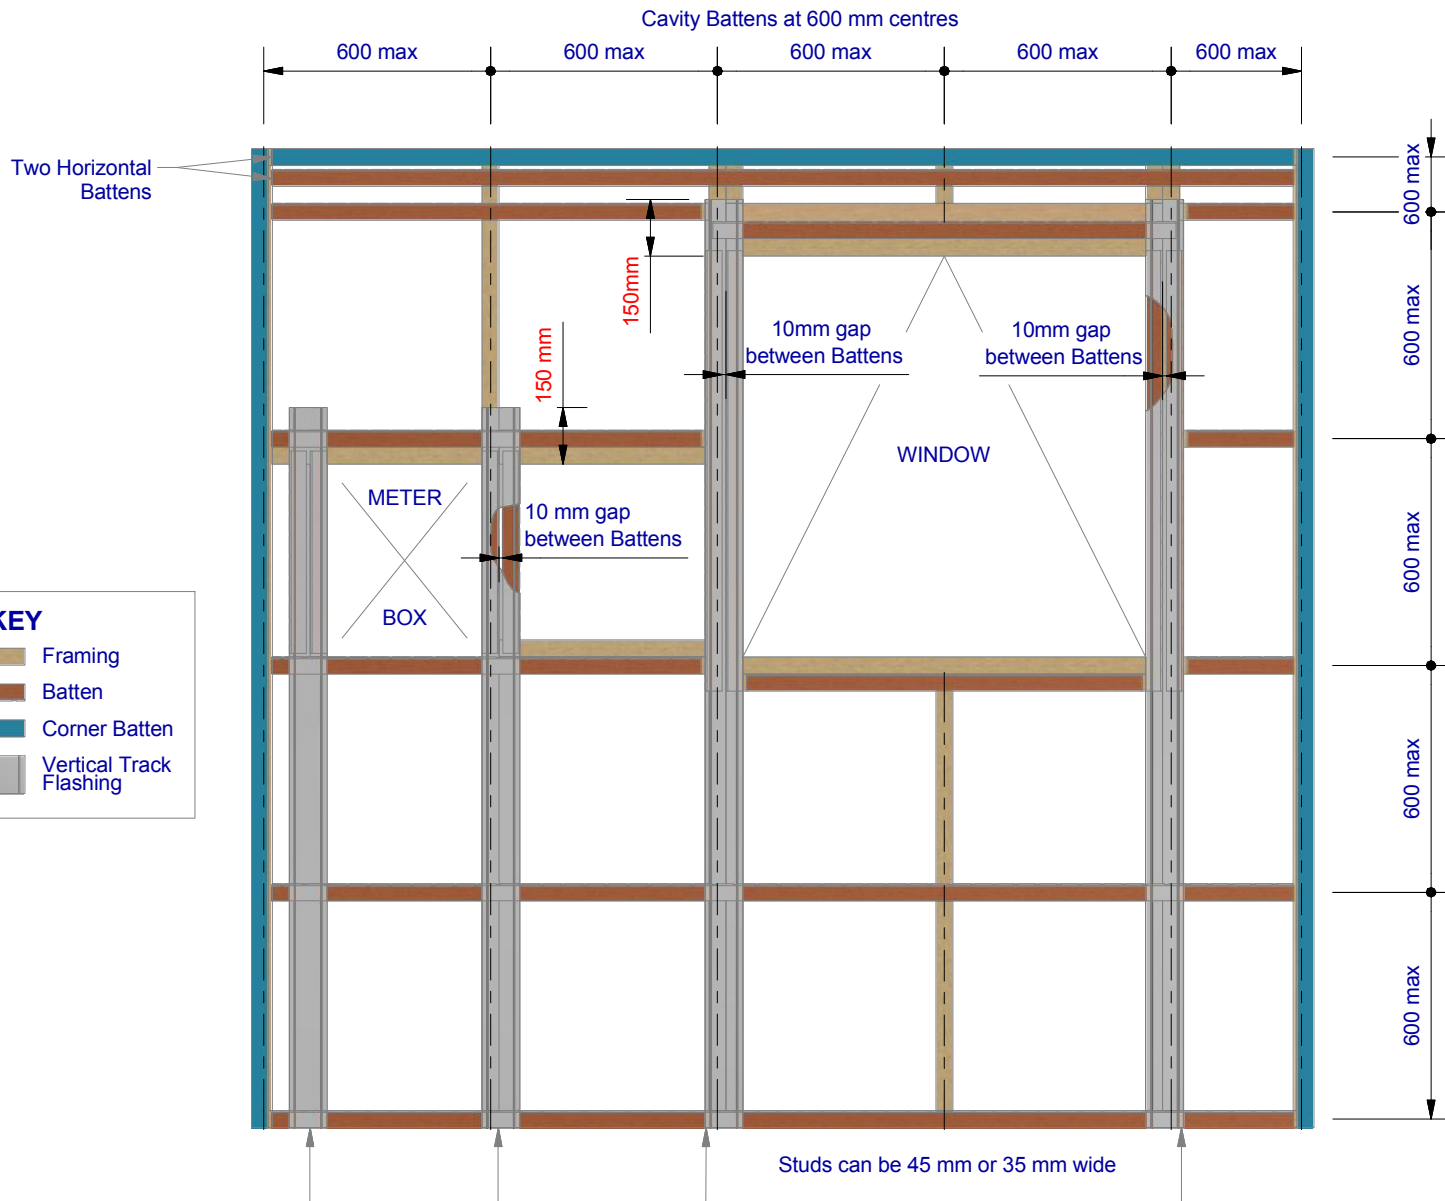 Cavity Battens at 600 mm centres
600 max
600 max
600 max
600 max
600 max
Two Horizontal
Battens
600 max
600 max
600 max
600 max
600 max
150mm
150 mm
10mm gap
between Battens
10mm gap
between Battens
WINDOW
METER
BOX
10 mm gap
between Battens
KEY
Framing
Batten
Corner Batten
Vertical Track
Flashing
Studs can be 45 mm or 35 mm wide